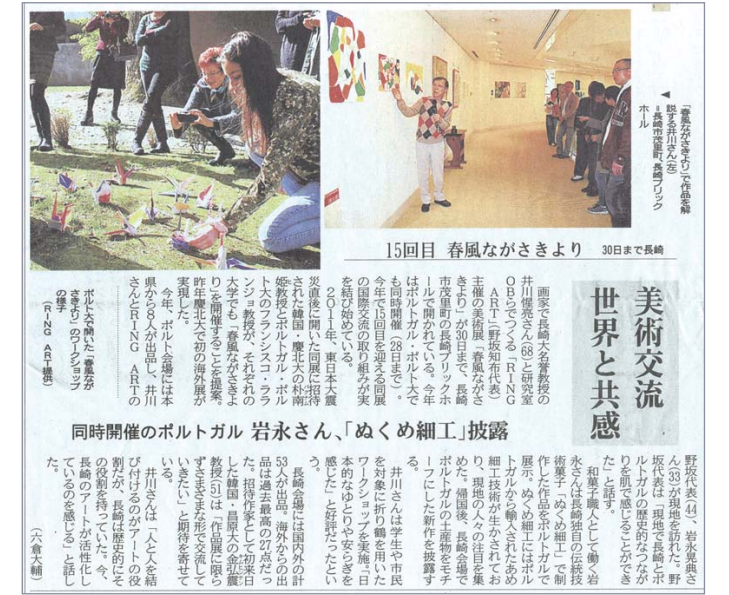 ◀
「春風ながさきより」で作品を解
説する井川さん(左)
=長崎市茂里町、長崎ブリック
ホール
15回目 春風ながさきより 30日まで長崎
美術交流
世界と共感
画家で長崎大名誉教授の
井川惺亮さん(68)と研究室
OBらでつくる「RING
ART」(野坂知布代表)
主催の美術展「春風ながさ
きより」が30日まで、長崎
市茂里町の長崎ブリックホ
ールで開かれている。今年
はポルトガル・ポルト大で
も同時開催(28日まで)。
今年で15回目を迎える同展
の国際交流の取り組みが実
を結び始めている。
2011年、東日本大震
災直後に開いた同展に招待
された韓国・慶北大の朴南
姫教授とポルトガル・ポル
ト大のフランシスコ・ララ
ンジョ教授が、それぞれの
大学でも「春風ながさきよ
り」を開催することを提案。
昨年慶北大で初の海外展が
実現した。
今年、ポルト会場には本
県から8人が出品し、井川
さんとRING ARTの
ポルト大で開いた「春風なが
さきより」のワークショップ
の様子
(RING ART提供)
同時開催のポルトガル 岩永さん、「ぬくめ細工」披露
野坂代表(44)、岩永晃典さ
ん(33)が現地を訪れた。野
坂代表は「現地で長崎とポ
ルトガルの歴史的なつなが
りを肌で感じることができ
た」と話す。
和菓子職人として働く岩
永さんは長崎独自の伝統技
術菓子「ぬくめ細工」で制
作した作品をポルトガルで
展示。ぬくめ細工にはポル
トガルから輸入されたあめ
細工技術が生かされてお
り、現地の人々の注目を集
めた。帰国後、長崎会場で
ポルトガルの土産物をモチ
ーフにした新作を披露す
る。
井川さんは学生や市民
を対象に折り鶴を用いた
ワークショップを実施。「日
本的なゆとりや安らぎを
感じた」と好評だったとい
う。
長崎会場には国内外の計
53人が出品。海外からの出
品は過去最高の27点だっ
た。招待作家として初来日
した韓国・昌原大の金弘震
教授(51)は「作品展に限ら
ずさまざまな形で交流して
いきたい」と期待を寄せて
いる。
井川さんは「人と人を結
び付けるのがアートの役
割だが、長崎は歴史的にそ
の役割を持っていた。今、
長崎のアートが活性化し
ているのを感じる」と話し
た。
(六倉大輔)